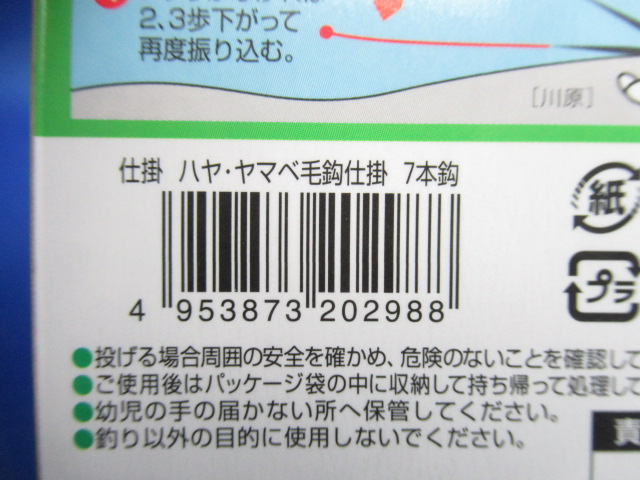 2、3歩下がって
再度振り込む。
［川原］
仕掛 ハヤ・ヤマベ毛鈎仕掛 7本鈎
4 953873 202988
紙
プラ
●投げる場合周囲の安全を確かめ、危険のないことを確認して
●ご使用後はパッケージ袋の中に収納して持ち帰って処理して
●幼児の手の届かない所へ保管してください。
●釣り以外の目的に使用しないでください。
責